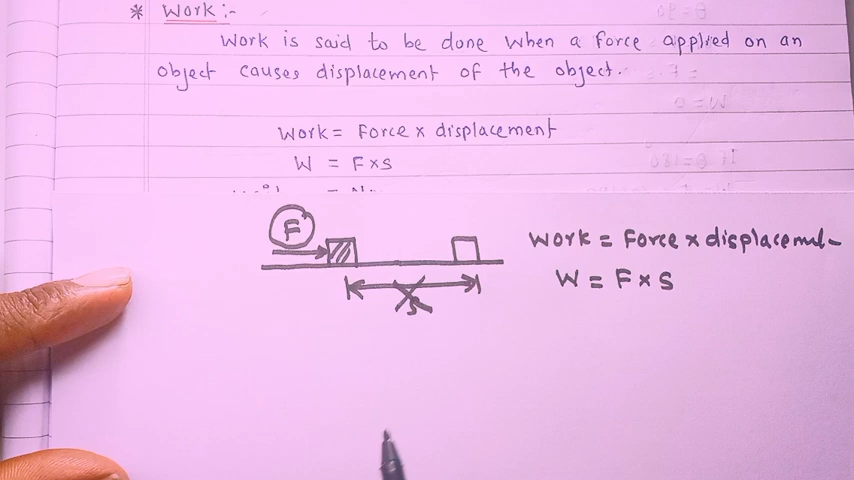 * Work :-
Work is said to be done when a force applied on an
object causes displacement of the object.
Work = Force x displacement
W = F x S
F
S
Work = Force x displacement
W = F x S